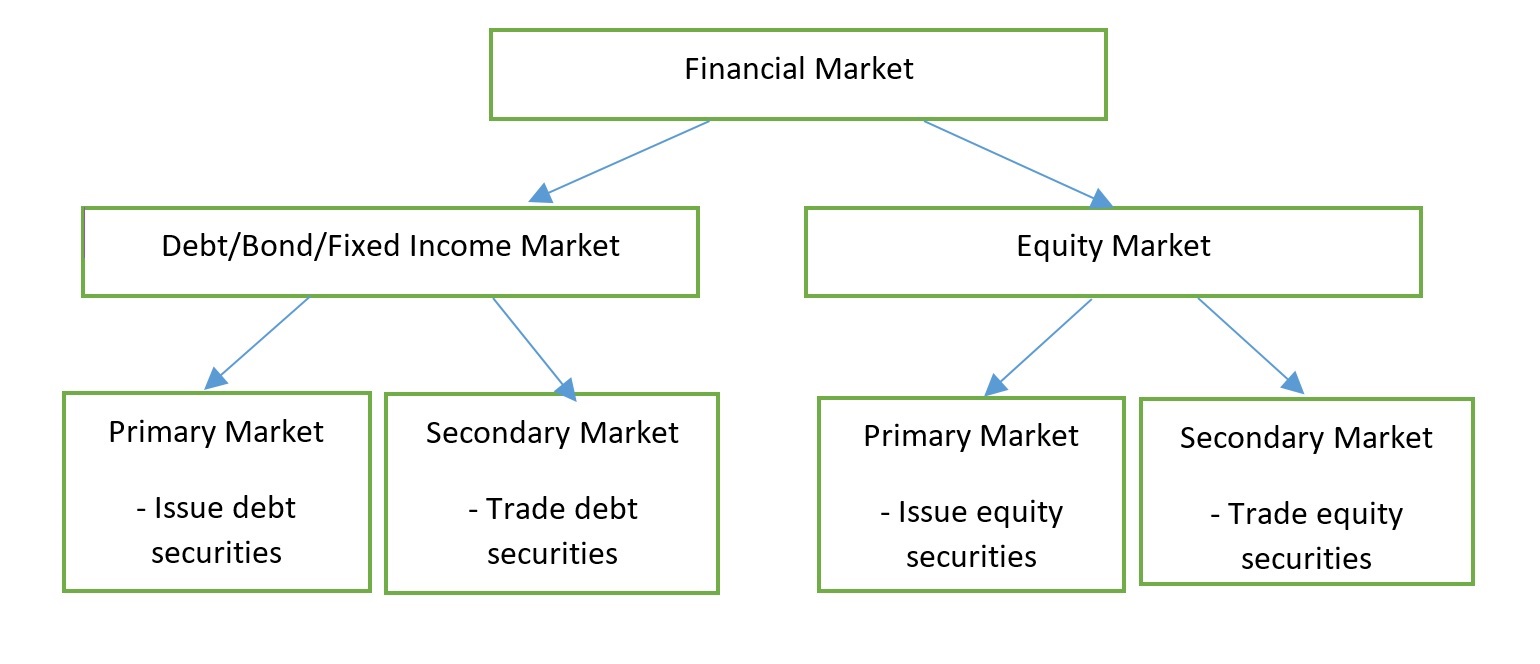 Financial Market
Debt/Bond/Fixed Income Market
Equity Market
Primary Market
- Issue debt
securities
Secondary Market
- Trade debt
securities
Primary Market
- Issue equity
securities
Secondary Market
- Trade equity
securities